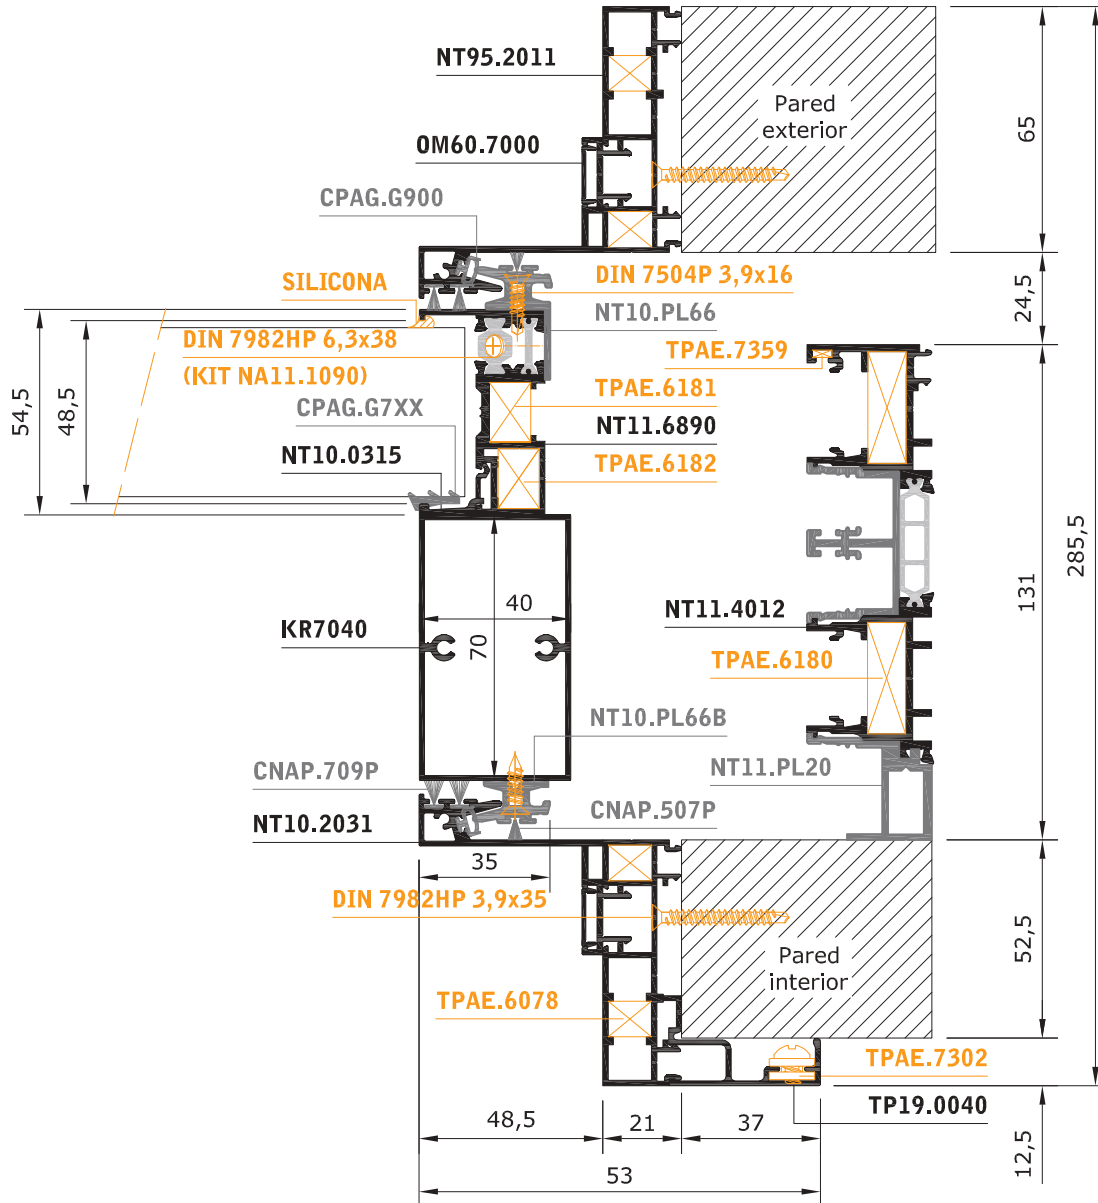 NT95.2011
Pared
exterior
65
OM60.7000
CPAG.G900
SILICONA
DIN 7504P 3,9x16
24,5
NT10.PL66
DIN 7982HP 6,3x38
(KIT NA11.1090)
TPAE.7359
TPAE.6181
CPAG.G7XX
NT11.6890
54,5
48,5
NT10.0315
TPAE.6182
285,5
40
131
NT11.4012
KR7040
70
TPAE.6180
NT10.PL66B
CNAP.709P
NT11.PL20
CNAP.507P
NT10.2031
35
DIN 7982HP 3,9x35
52,5
Pared
interior
TPAE.6078
TPAE.7302
TP19.0040
48,5
21
37
12,5
53